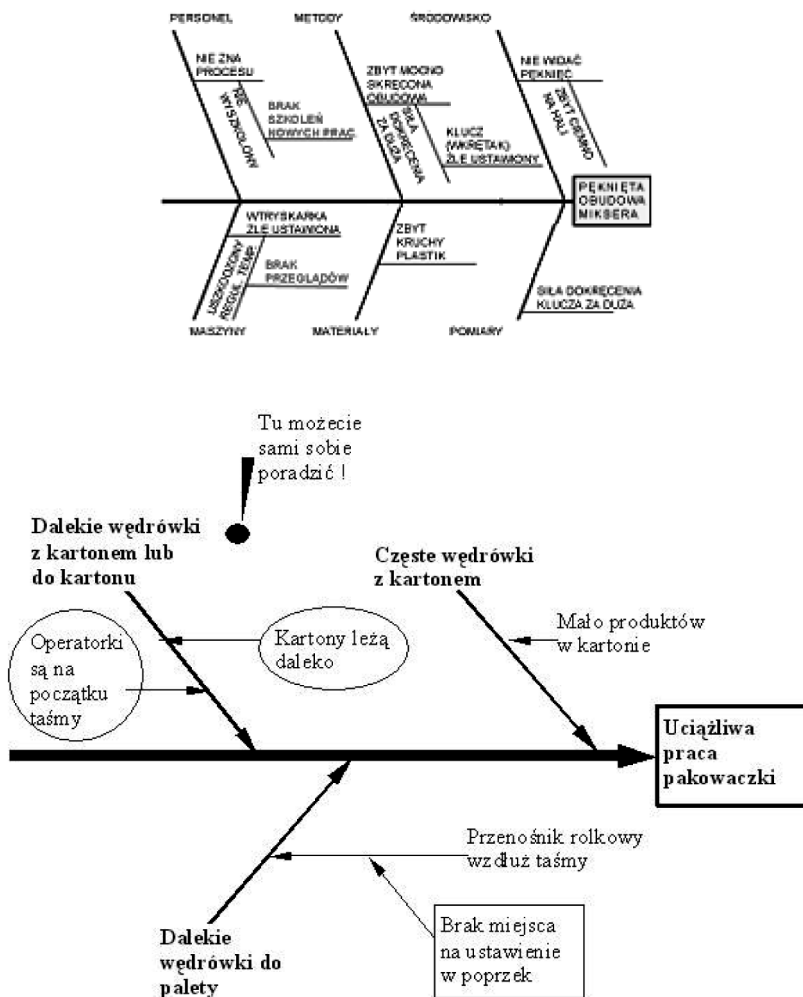 PERSONEL
METODY
ŚRODOWISKO
NIE ZNA
PROCESU
NIE
WYSZKOLONY
BRAK
SZKOLEŃ
NOWYCH PRAC.
ZBYT MOCNO
SKRĘCONA
OBUDOWA
SIŁA
DOKRĘCENIA
ZA DUŻA
KLUCZ
(WKRĘTAK)
ŹLE USTAWIONY
NIE WIDAĆ
PĘKNIĘĆ
ZBYT CIEMNO
NA HALI
PĘKNIĘTA
OBUDOWA
MIKSERA
WTRYSKARKA
ŹLE USTAWIONA
USZKODZONY
REGUL. TEMP.
BRAK
PRZEGLĄDÓW
ZBYT
KRUCHY
PLASTIK
SIŁA DOKRĘCENIA
KLUCZA ZA DUŻA
MASZYNY
MATERIAŁY
POMIARY
Tu możecie
sami sobie
poradzić !
Dalekie wędrówki
z kartonem lub
do kartonu
Częste wędrówki
z kartonem
Operatorki
są na
początku
taśmy
Kartony leżą
daleko
Mało produktów
w kartonie
Uciążliwa
praca
pakowaczki
Przenośnik rolkowy
wzdłuż taśmy
Brak miejsca
na ustawienie
w poprzek
Dalekie
wędrówki do
palety